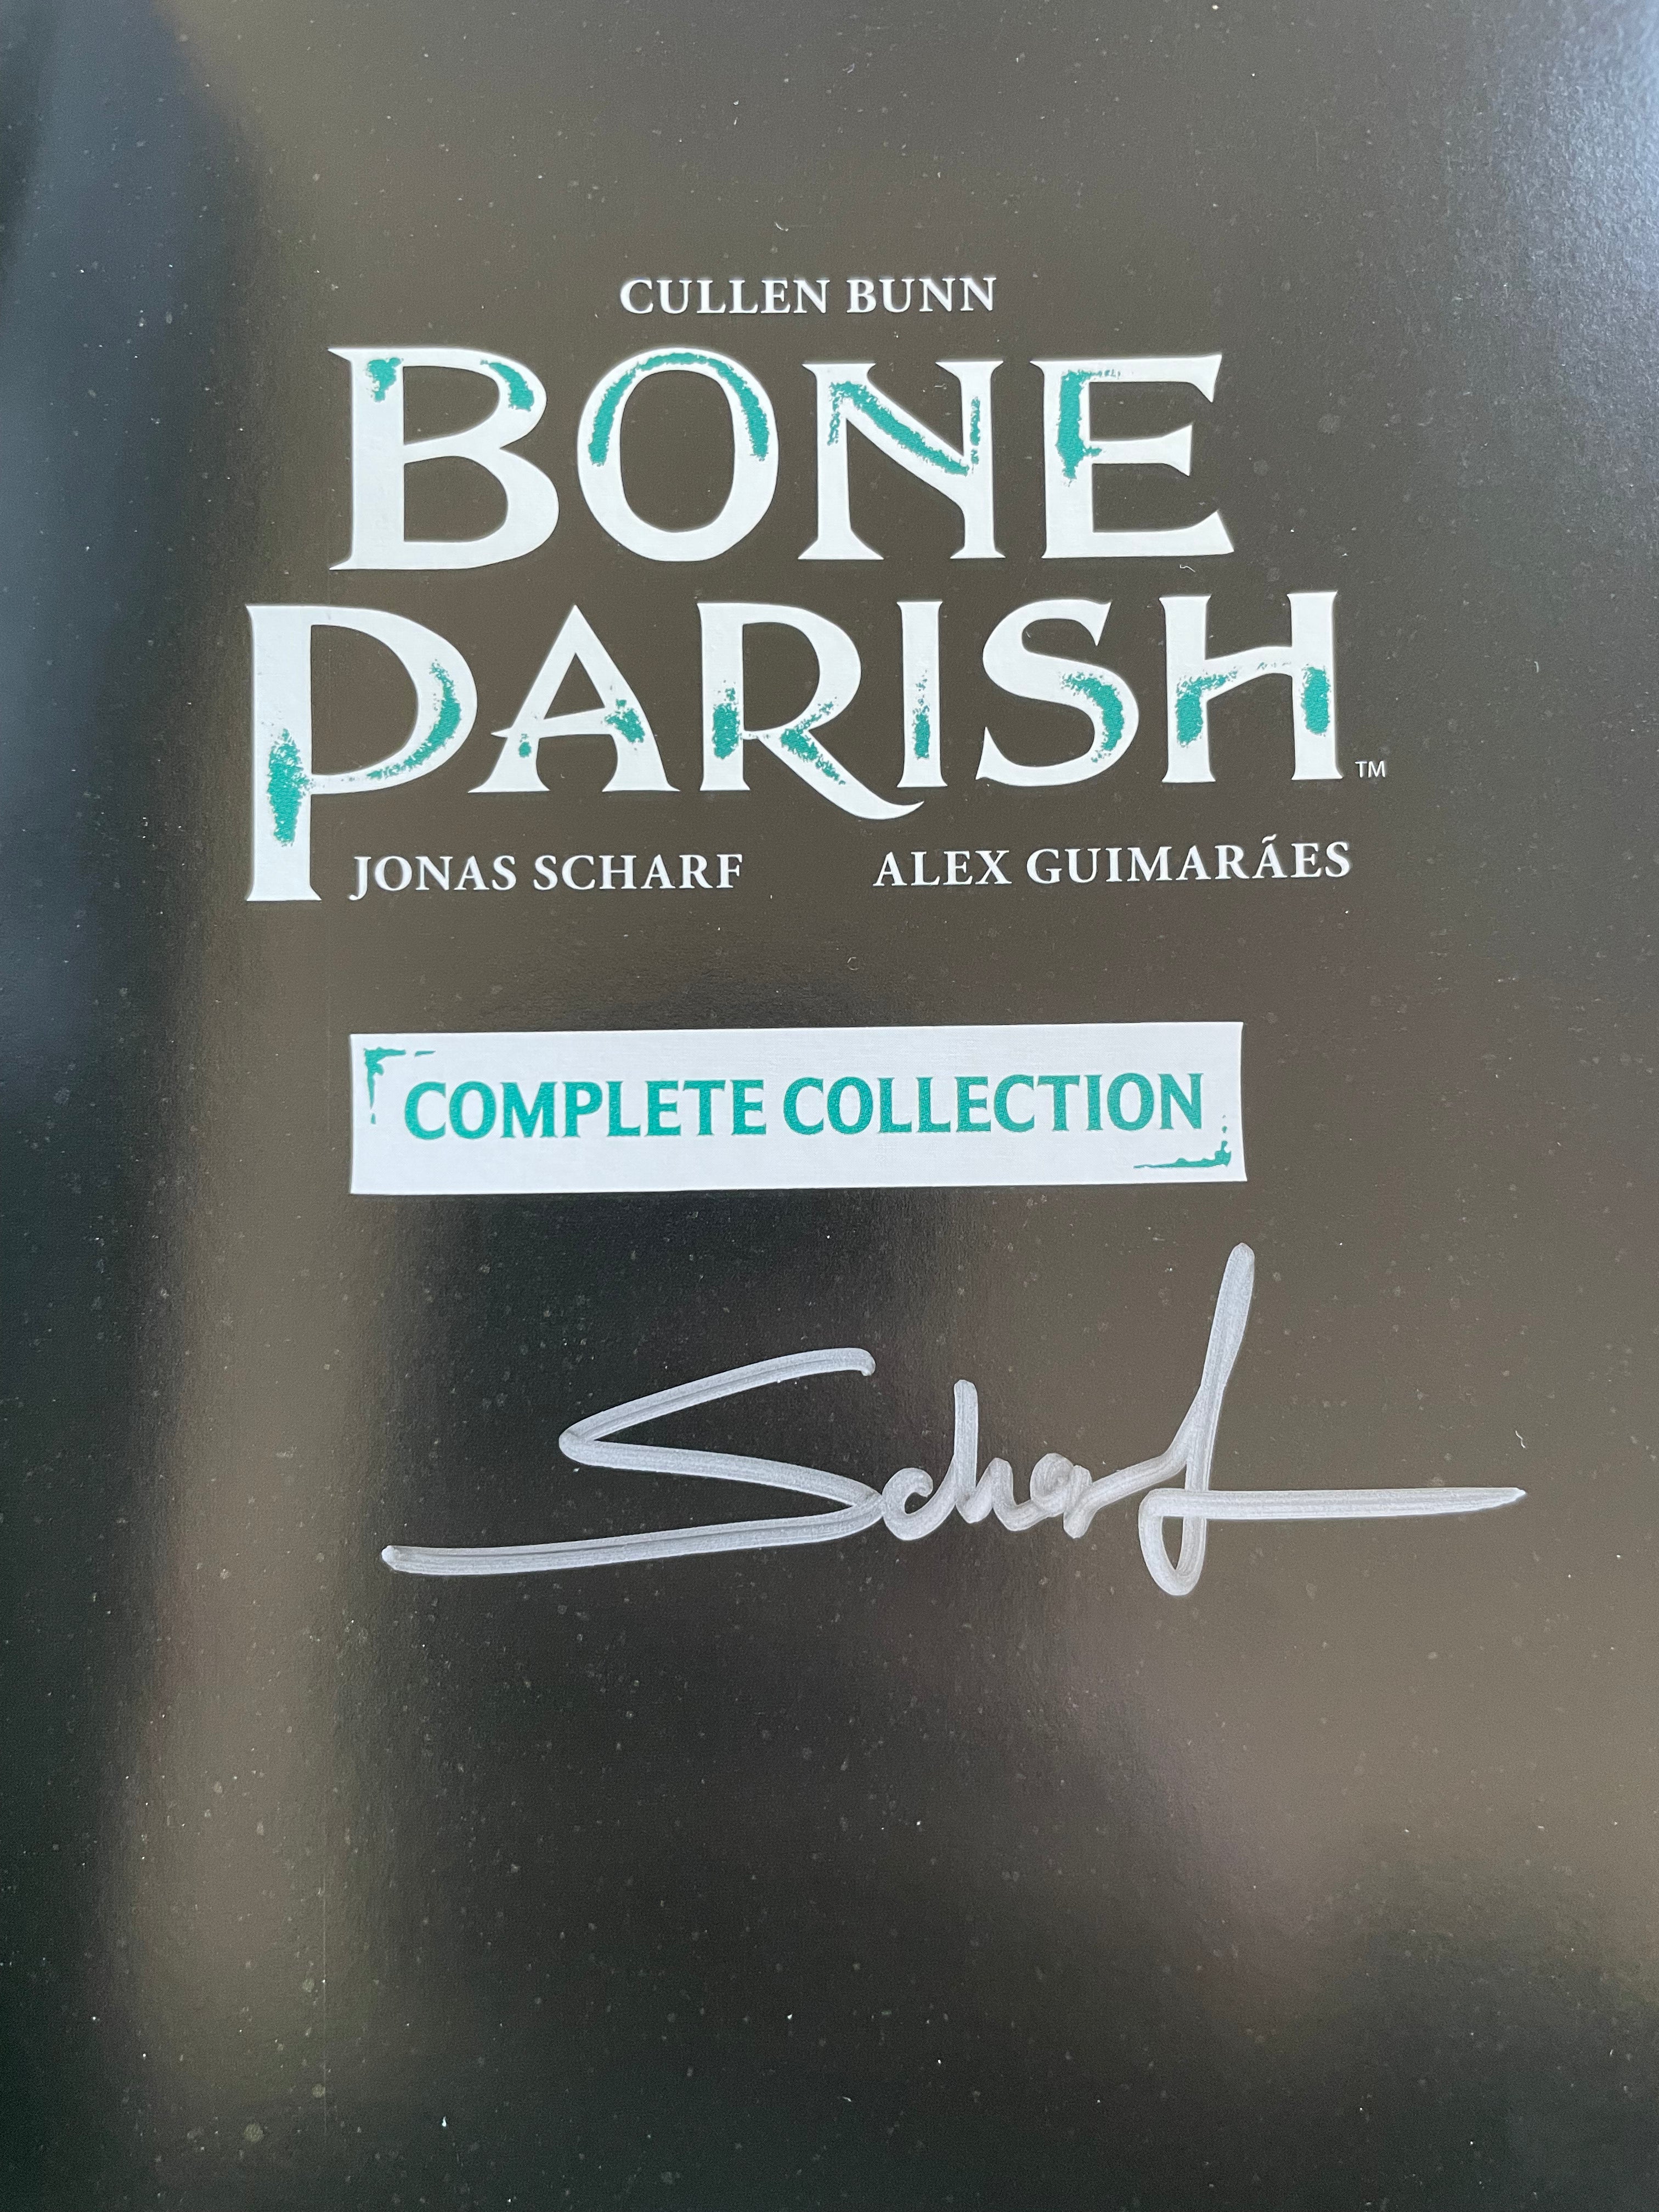 CULLEN BUNN
BONE
PARISH™
JONAS SCHARF ALEX GUIMARÃES
COMPLETE COLLECTION
Scharf